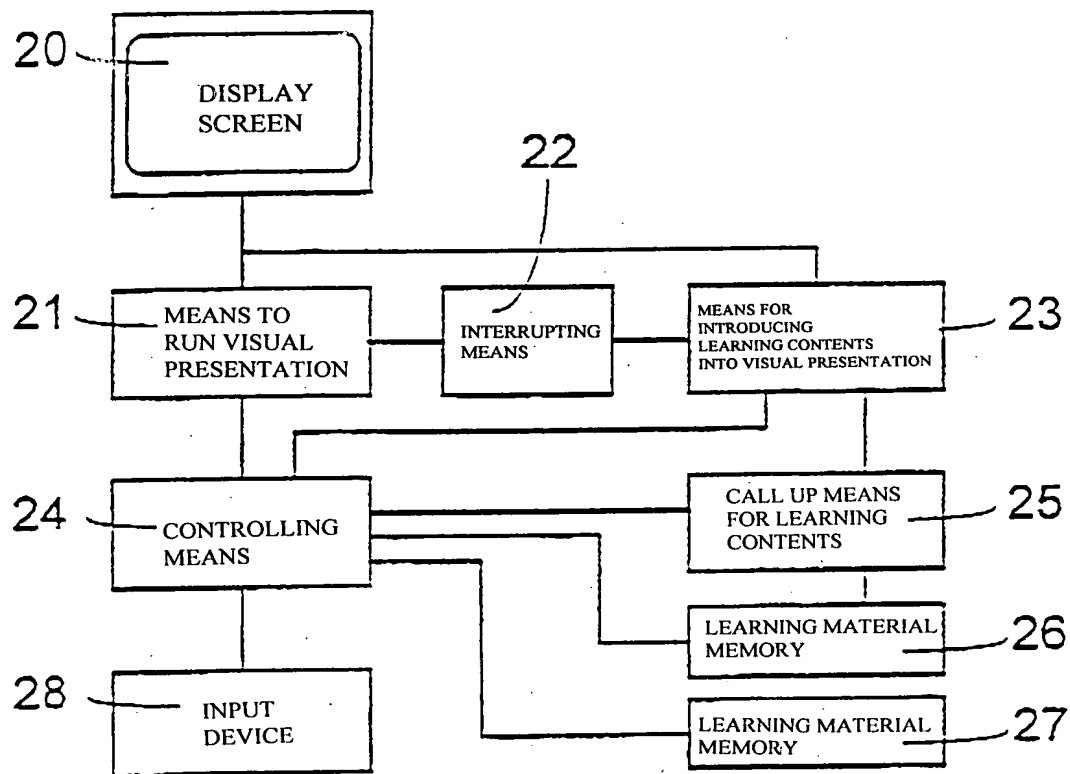 20
DISPLAY
SCREEN
22
21
MEANS TO
RUN VISUAL
PRESENTATION
INTERRUPTING
MEANS
MEANS FOR
INTRODUCING
LEARNING CONTENTS
INTO VISUAL PRESENTATION
23
24
CONTROLLING
MEANS
CALL UP MEANS
FOR LEARNING
CONTENTS
25
LEARNING MATERIAL
MEMORY
26
28
INPUT
DEVICE
LEARNING MATERIAL
MEMORY
27